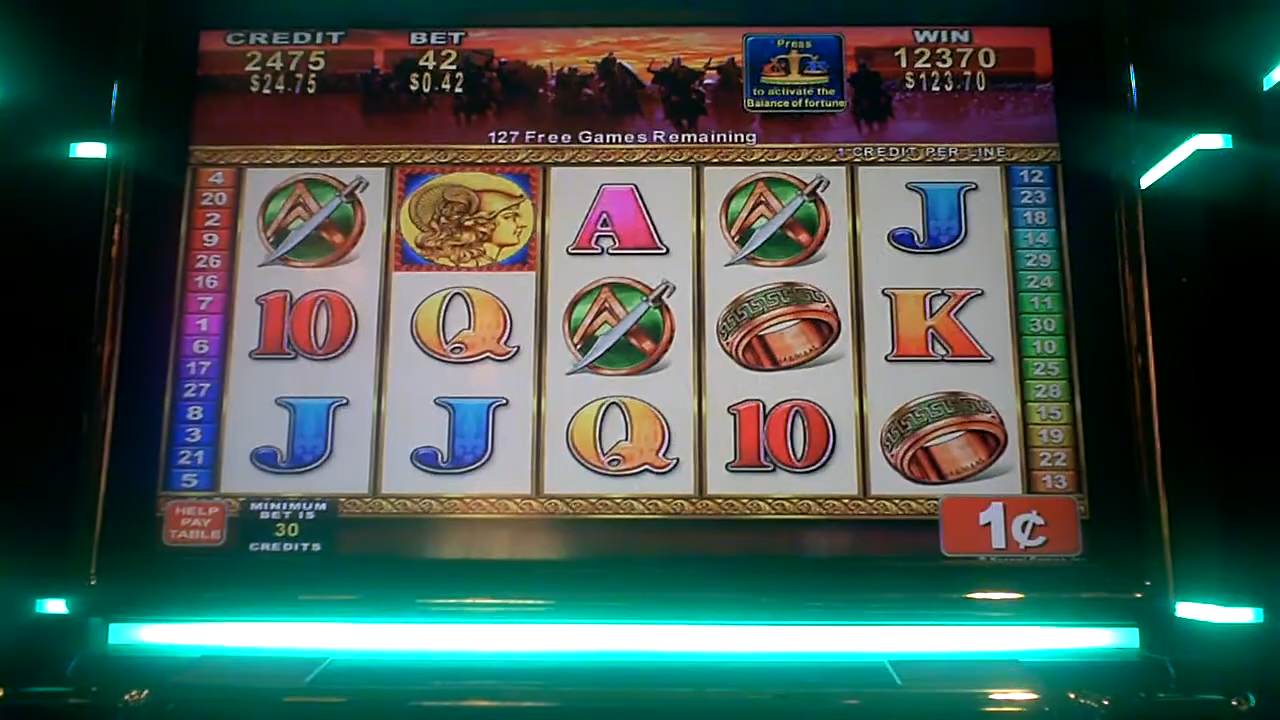 CREDIT
2475
$24.75
BET
42
$0.42
Press
to activate the
Balance of fortune
WIN
12370
$123.70
127 Free Games Remaining
1 CREDIT PER LINE
4
20
2
9
26
16
7
1
6
17
27
8
3
21
5
A
J
10
Q
K
J
J
Q
10
12
23
18
14
29
24
11
30
10
25
28
15
19
22
13
HELP
PAY
TABLE
MINIMUM
BET IS
30
CREDITS
1¢